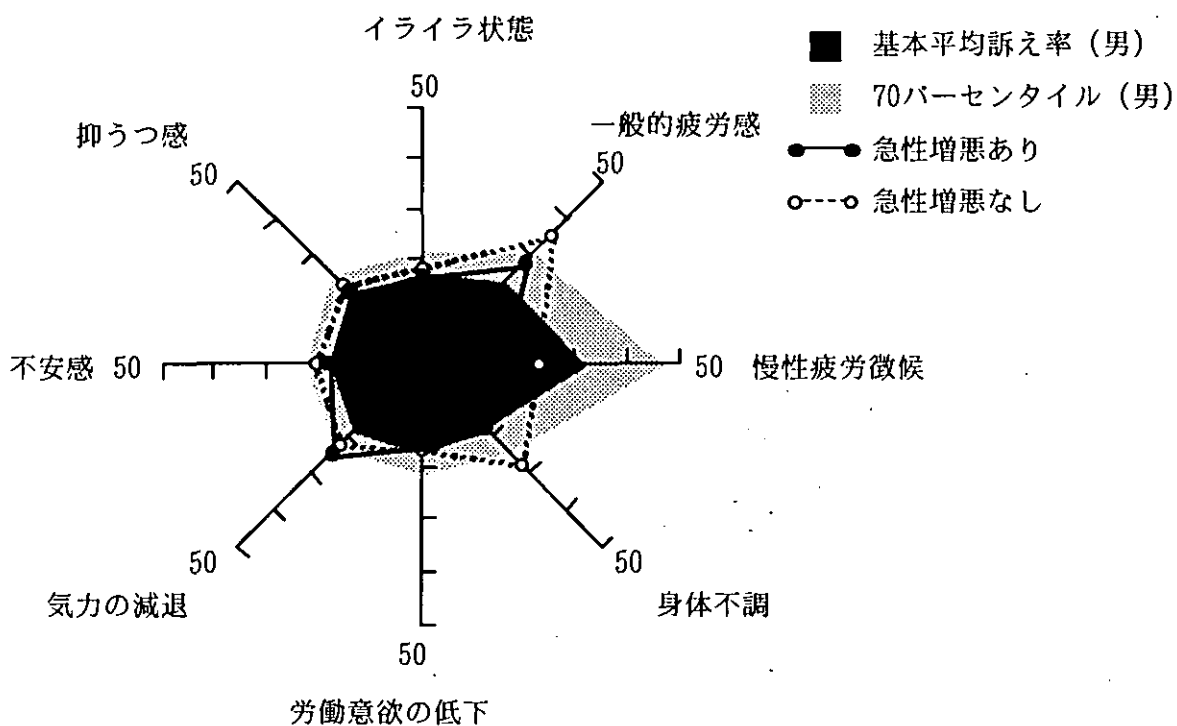 イライラ状態
50
基本平均訴え率 (男)
70パーセンタイル (男)
急性増悪あり
急性増悪なし
抑うつ感
50
一般的疲労感
50
不安感 50
50 慢性疲労徴候
50
気力の減退
50
身体不調
50
労働意欲の低下